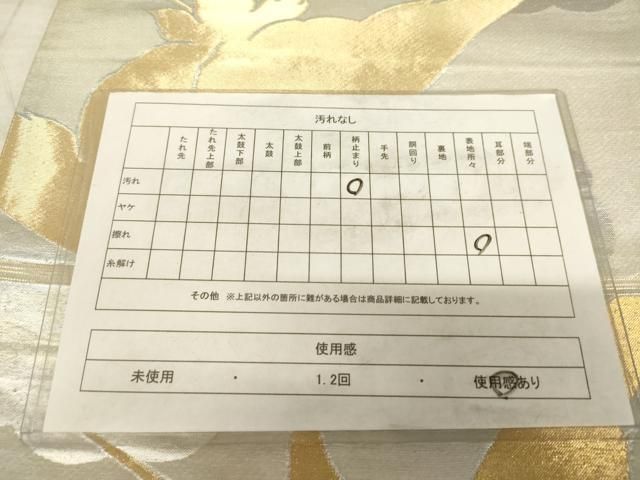 汚れなし
たれ先 たれ先上部 太鼓下部 太鼓 太鼓上部 前柄 柄止まり 手先 胴回り 裏地 表地所々 耳部分 端部分
汚れ ○
ヤケ
擦れ ○
糸解け
その他 ※上記以外の箇所に難がある場合は商品詳細に記載しております。
使用感
未使用 ・ 1.2回 ・ 使用感あり